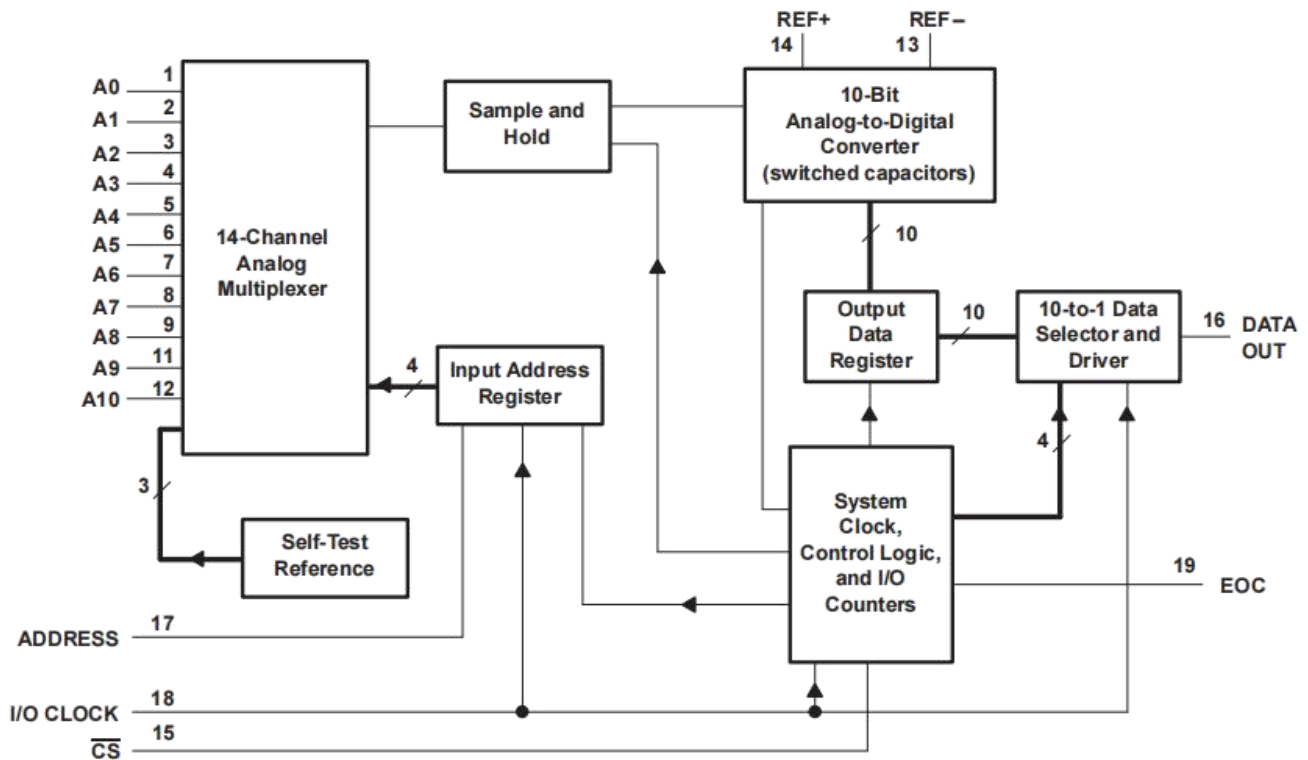 REF+
REF–
14
13
1
A0
2
A1
3
A2
4
A3
5
A4
6
A5
7
A6
8
A7
9
A8
11
A9
12
A10
14-Channel
Analog
Multiplexer
Sample and
Hold
10-Bit
Analog-to-Digital
Converter
(switched capacitors)
10
Output
Data
Register
10
10-to-1 Data
Selector and
Driver
16
DATA
OUT
4
Input Address
Register
4
3
Self-Test
Reference
System
Clock,
Control Logic,
and I/O
Counters
19
EOC
17
ADDRESS
18
I/O CLOCK
15
C̅S̅